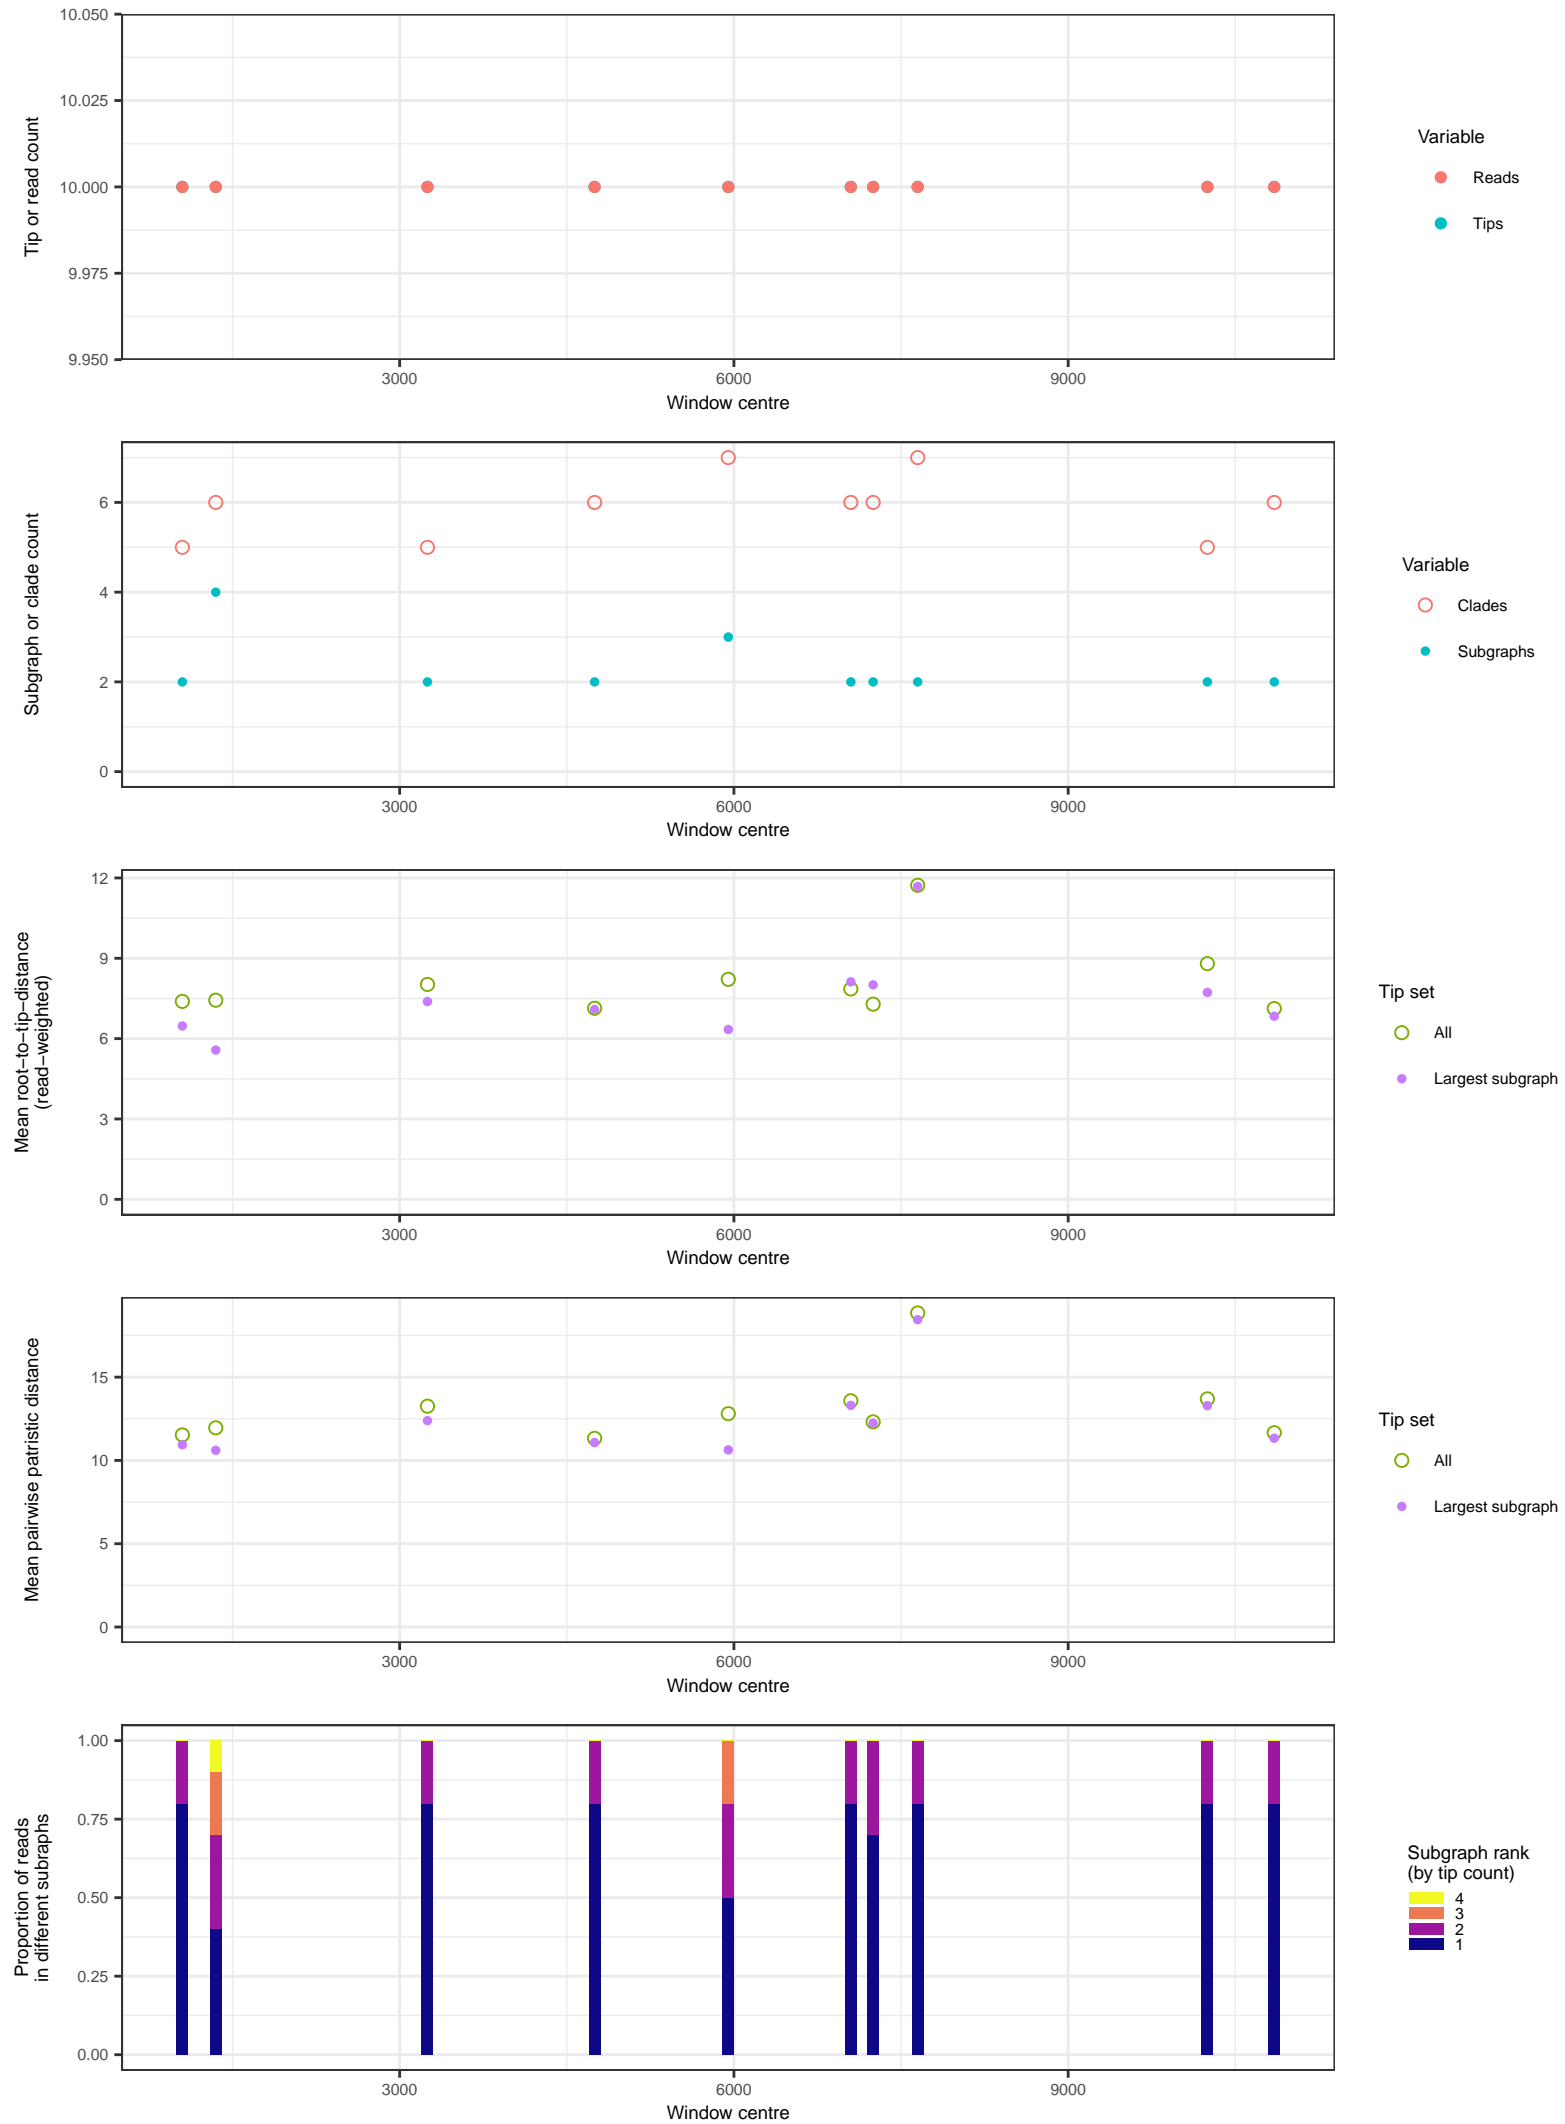 10.050
10.025
10.000
9.975
9.950
Tip or read count
3000 6000 9000
Window centre
Variable
Reads
Tips
6
4
2
0
Subgraph or clade count
3000 6000 9000
Window centre
Variable
Clades
Subgraphs
12
9
6
3
0
Mean root−to−tip−distance
(read−weighted)
3000 6000 9000
Window centre
Tip set
All
Largest subgraph
15
10
5
0
Mean pairwise patristic distance
3000 6000 9000
Window centre
Tip set
All
Largest subgraph
1.00
0.75
0.50
0.25
0.00
Proportion of reads
in different subraphs
3000 6000 9000
Window centre
Subgraph rank
(by tip count)
4
3
2
1